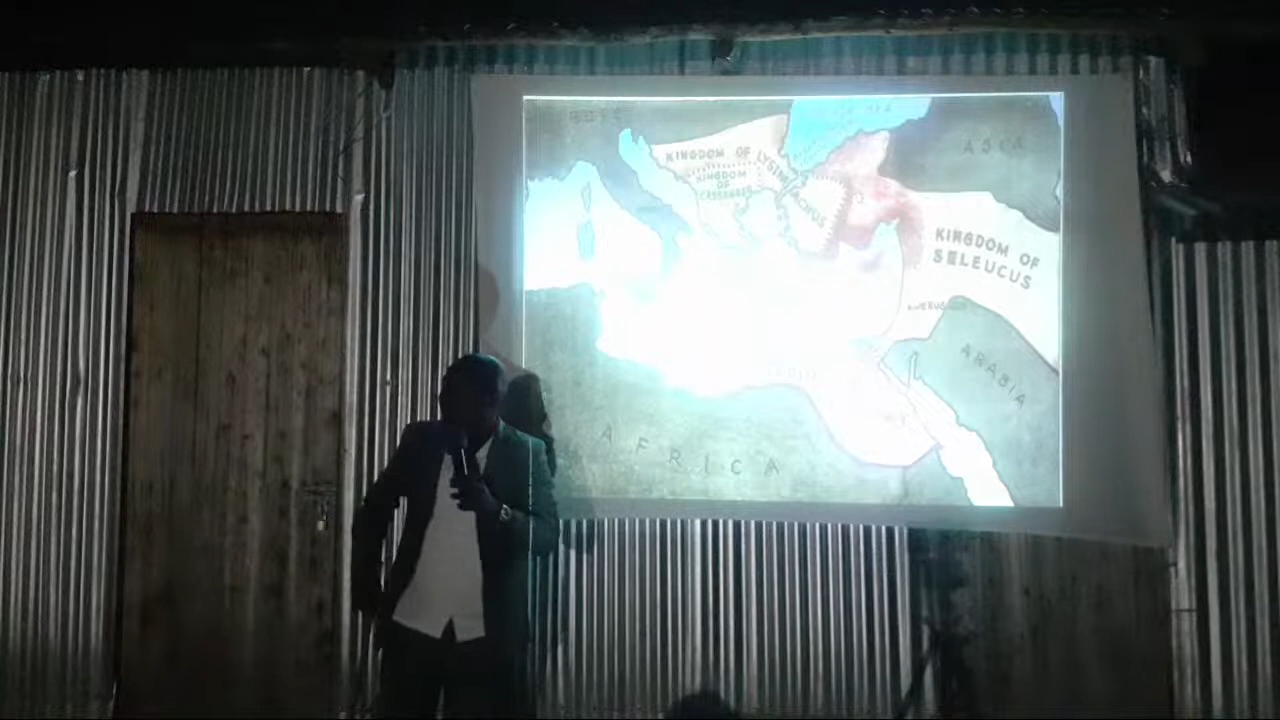 ASIA
KINGDOM OF LYSIMACHUS
KINGDOM
OF
CASSANDER
KINGDOM OF
SELEUCUS
ARABIA
AFRICA